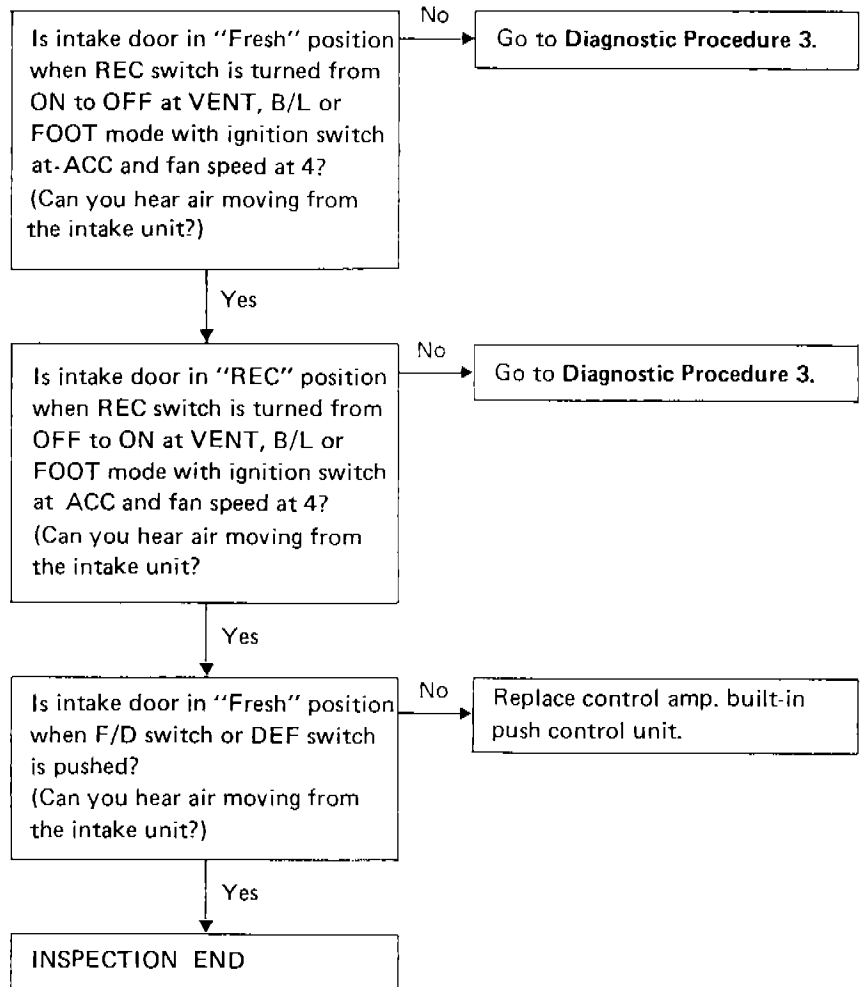 Is intake door in "Fresh" position
when REC switch is turned from
ON to OFF at VENT, B/L or
FOOT mode with ignition switch
at-ACC and fan speed at 4?
(Can you hear air moving from
the intake unit?)
No
Go to Diagnostic Procedure 3.
Yes
Is intake door in "REC" position
when REC switch is turned from
OFF to ON at VENT, B/L or
FOOT mode with ignition switch
at ACC and fan speed at 4?
(Can you hear air moving from
the intake unit?
No
Go to Diagnostic Procedure 3.
Yes
Is intake door in "Fresh" position
when F/D switch or DEF switch
is pushed?
(Can you hear air moving from
the intake unit?)
No
Replace control amp. built-in
push control unit.
Yes
INSPECTION END